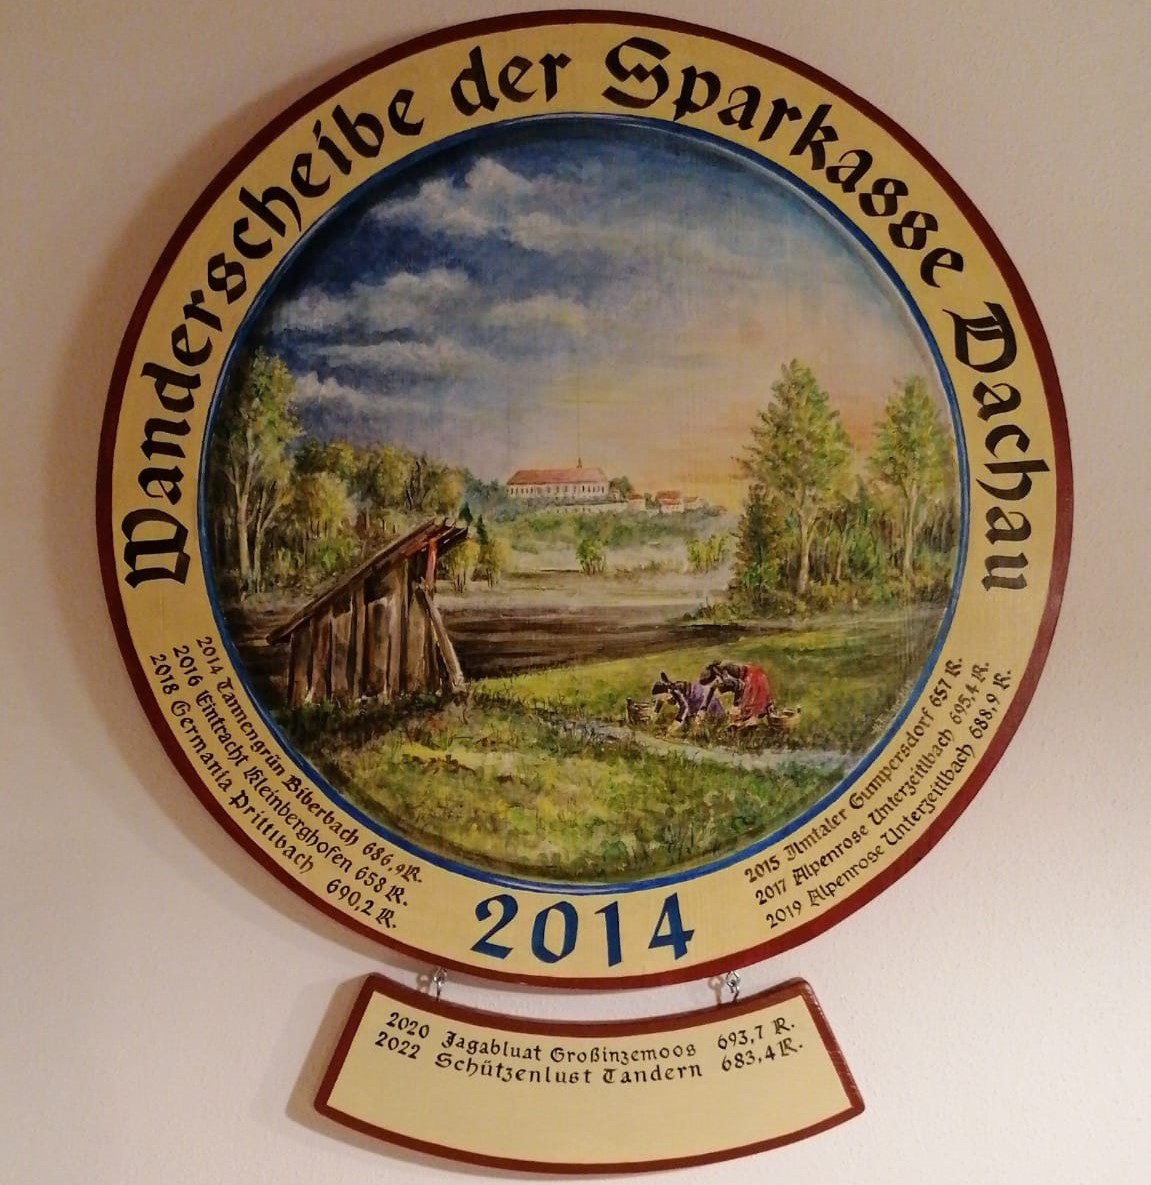 Wanderscheibe der Sparkasse Dachau
2014 Tannengrün Biberbach 686,9 R.
2016 Eintracht Kleinberghofen 658 R.
2018 Germania Prittlbach 690,2 R.
2014
2015 Ilmtaler Gumpersdorf 657 R.
2017 Alpenrose Unterzeitlbach 695,4 R.
2019 Alpenrose Unterzeitlbach 688,9 R.
2020 Jagabluat Großinzemoos 693,7 R.
2022 Schützenlust Tandern 683,4 R.